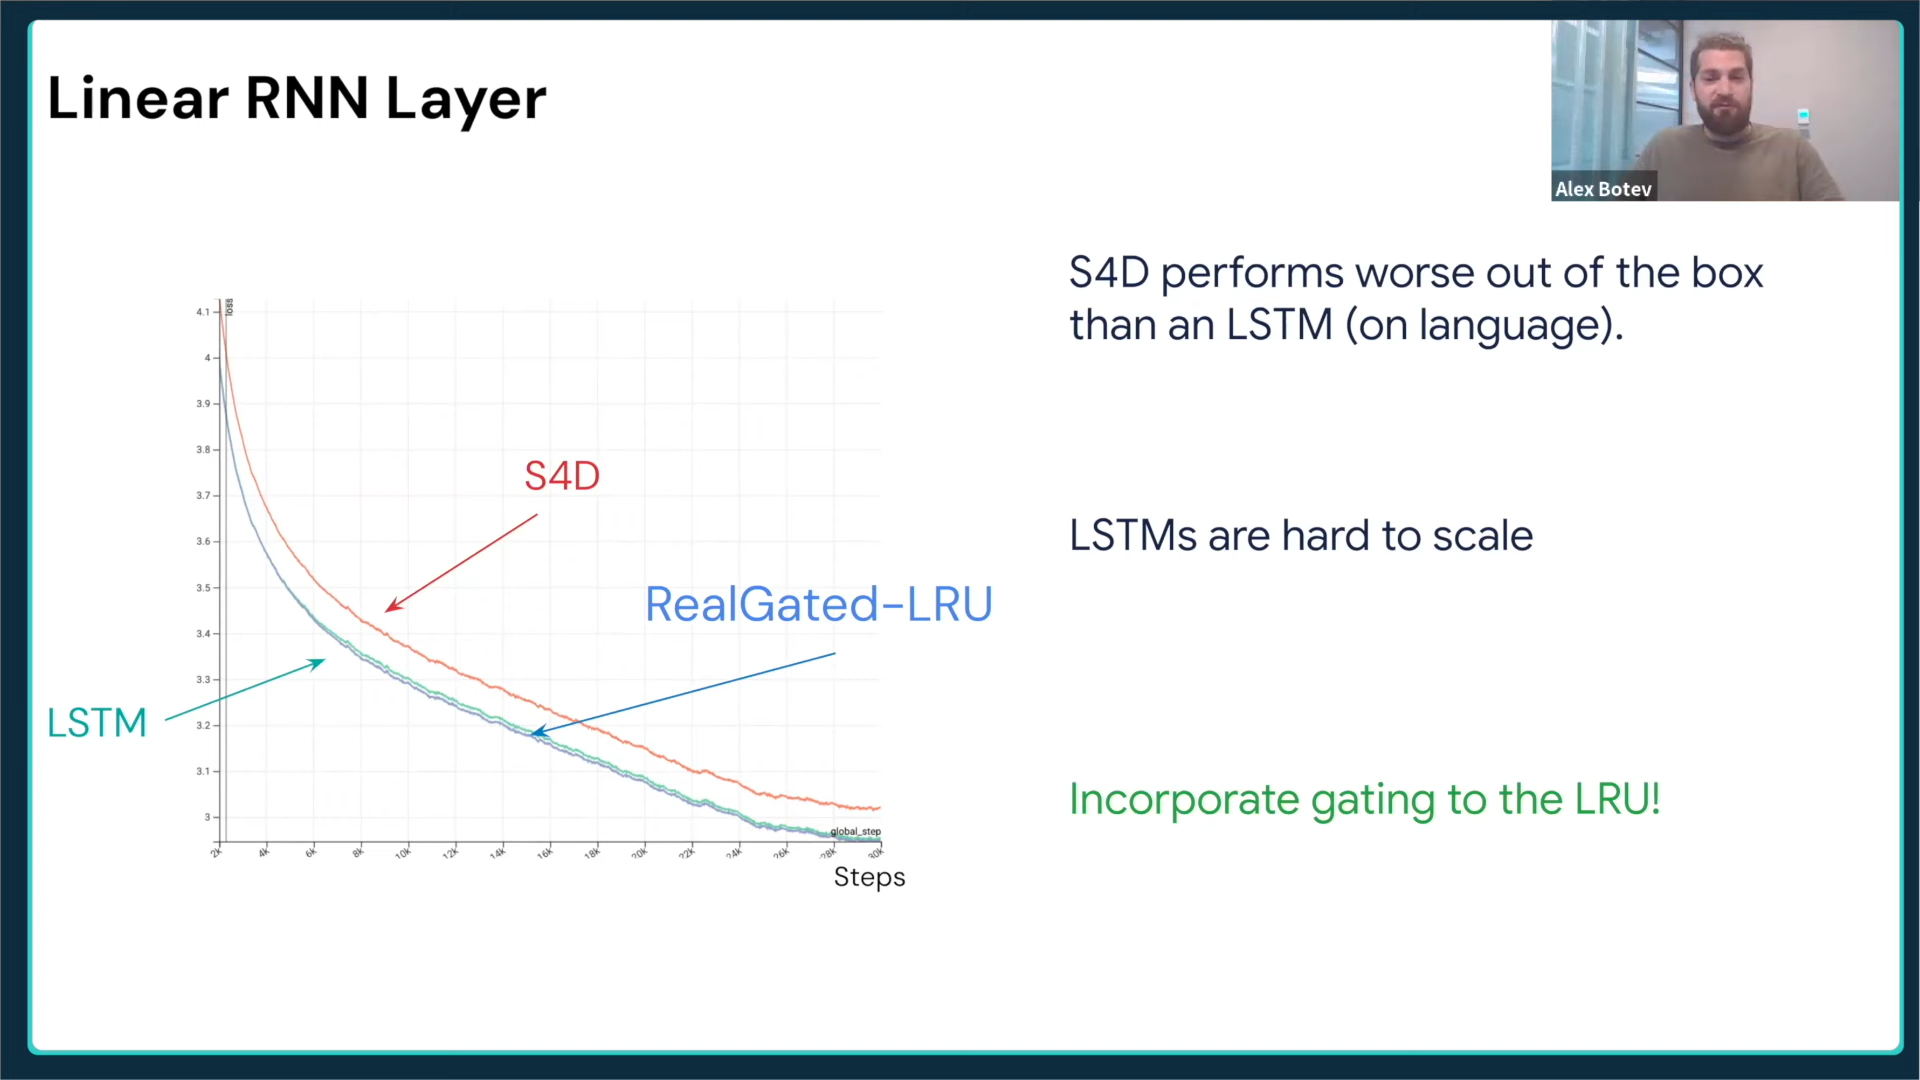 Linear RNN Layer
Alex Botev
S4D performs worse out of the box
than an LSTM (on language).
LSTMs are hard to scale
Incorporate gating to the LRU!
S4D
RealGated-LRU
LSTM
loss
4.1
4
3.9
3.8
3.7
3.6
3.5
3.4
3.3
3.2
3.1
3
global_step
2k 4k 6k 8k 10k 12k 14k 16k 18k 20k 22k 24k 26k 28k 30k
Steps